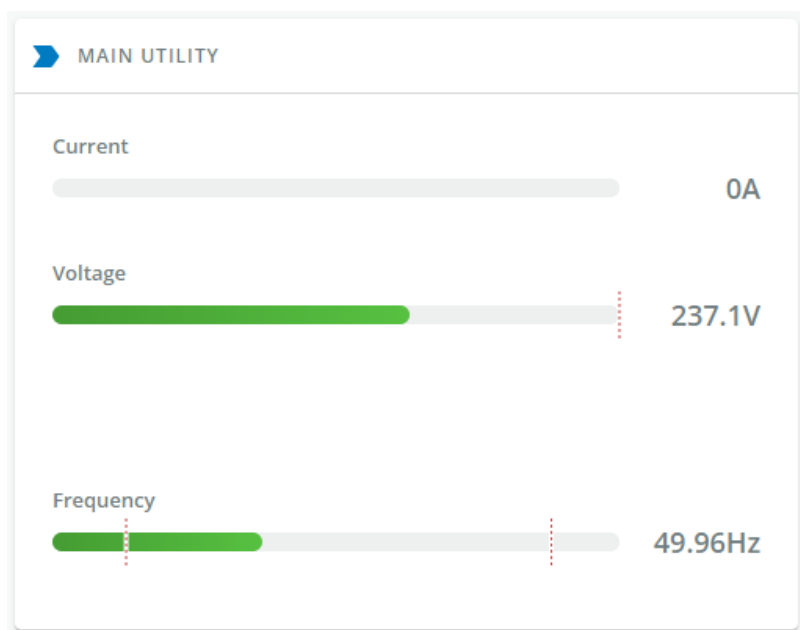 MAIN UTILITY
Current
0A
Voltage
237.1V
Frequency
49.96Hz